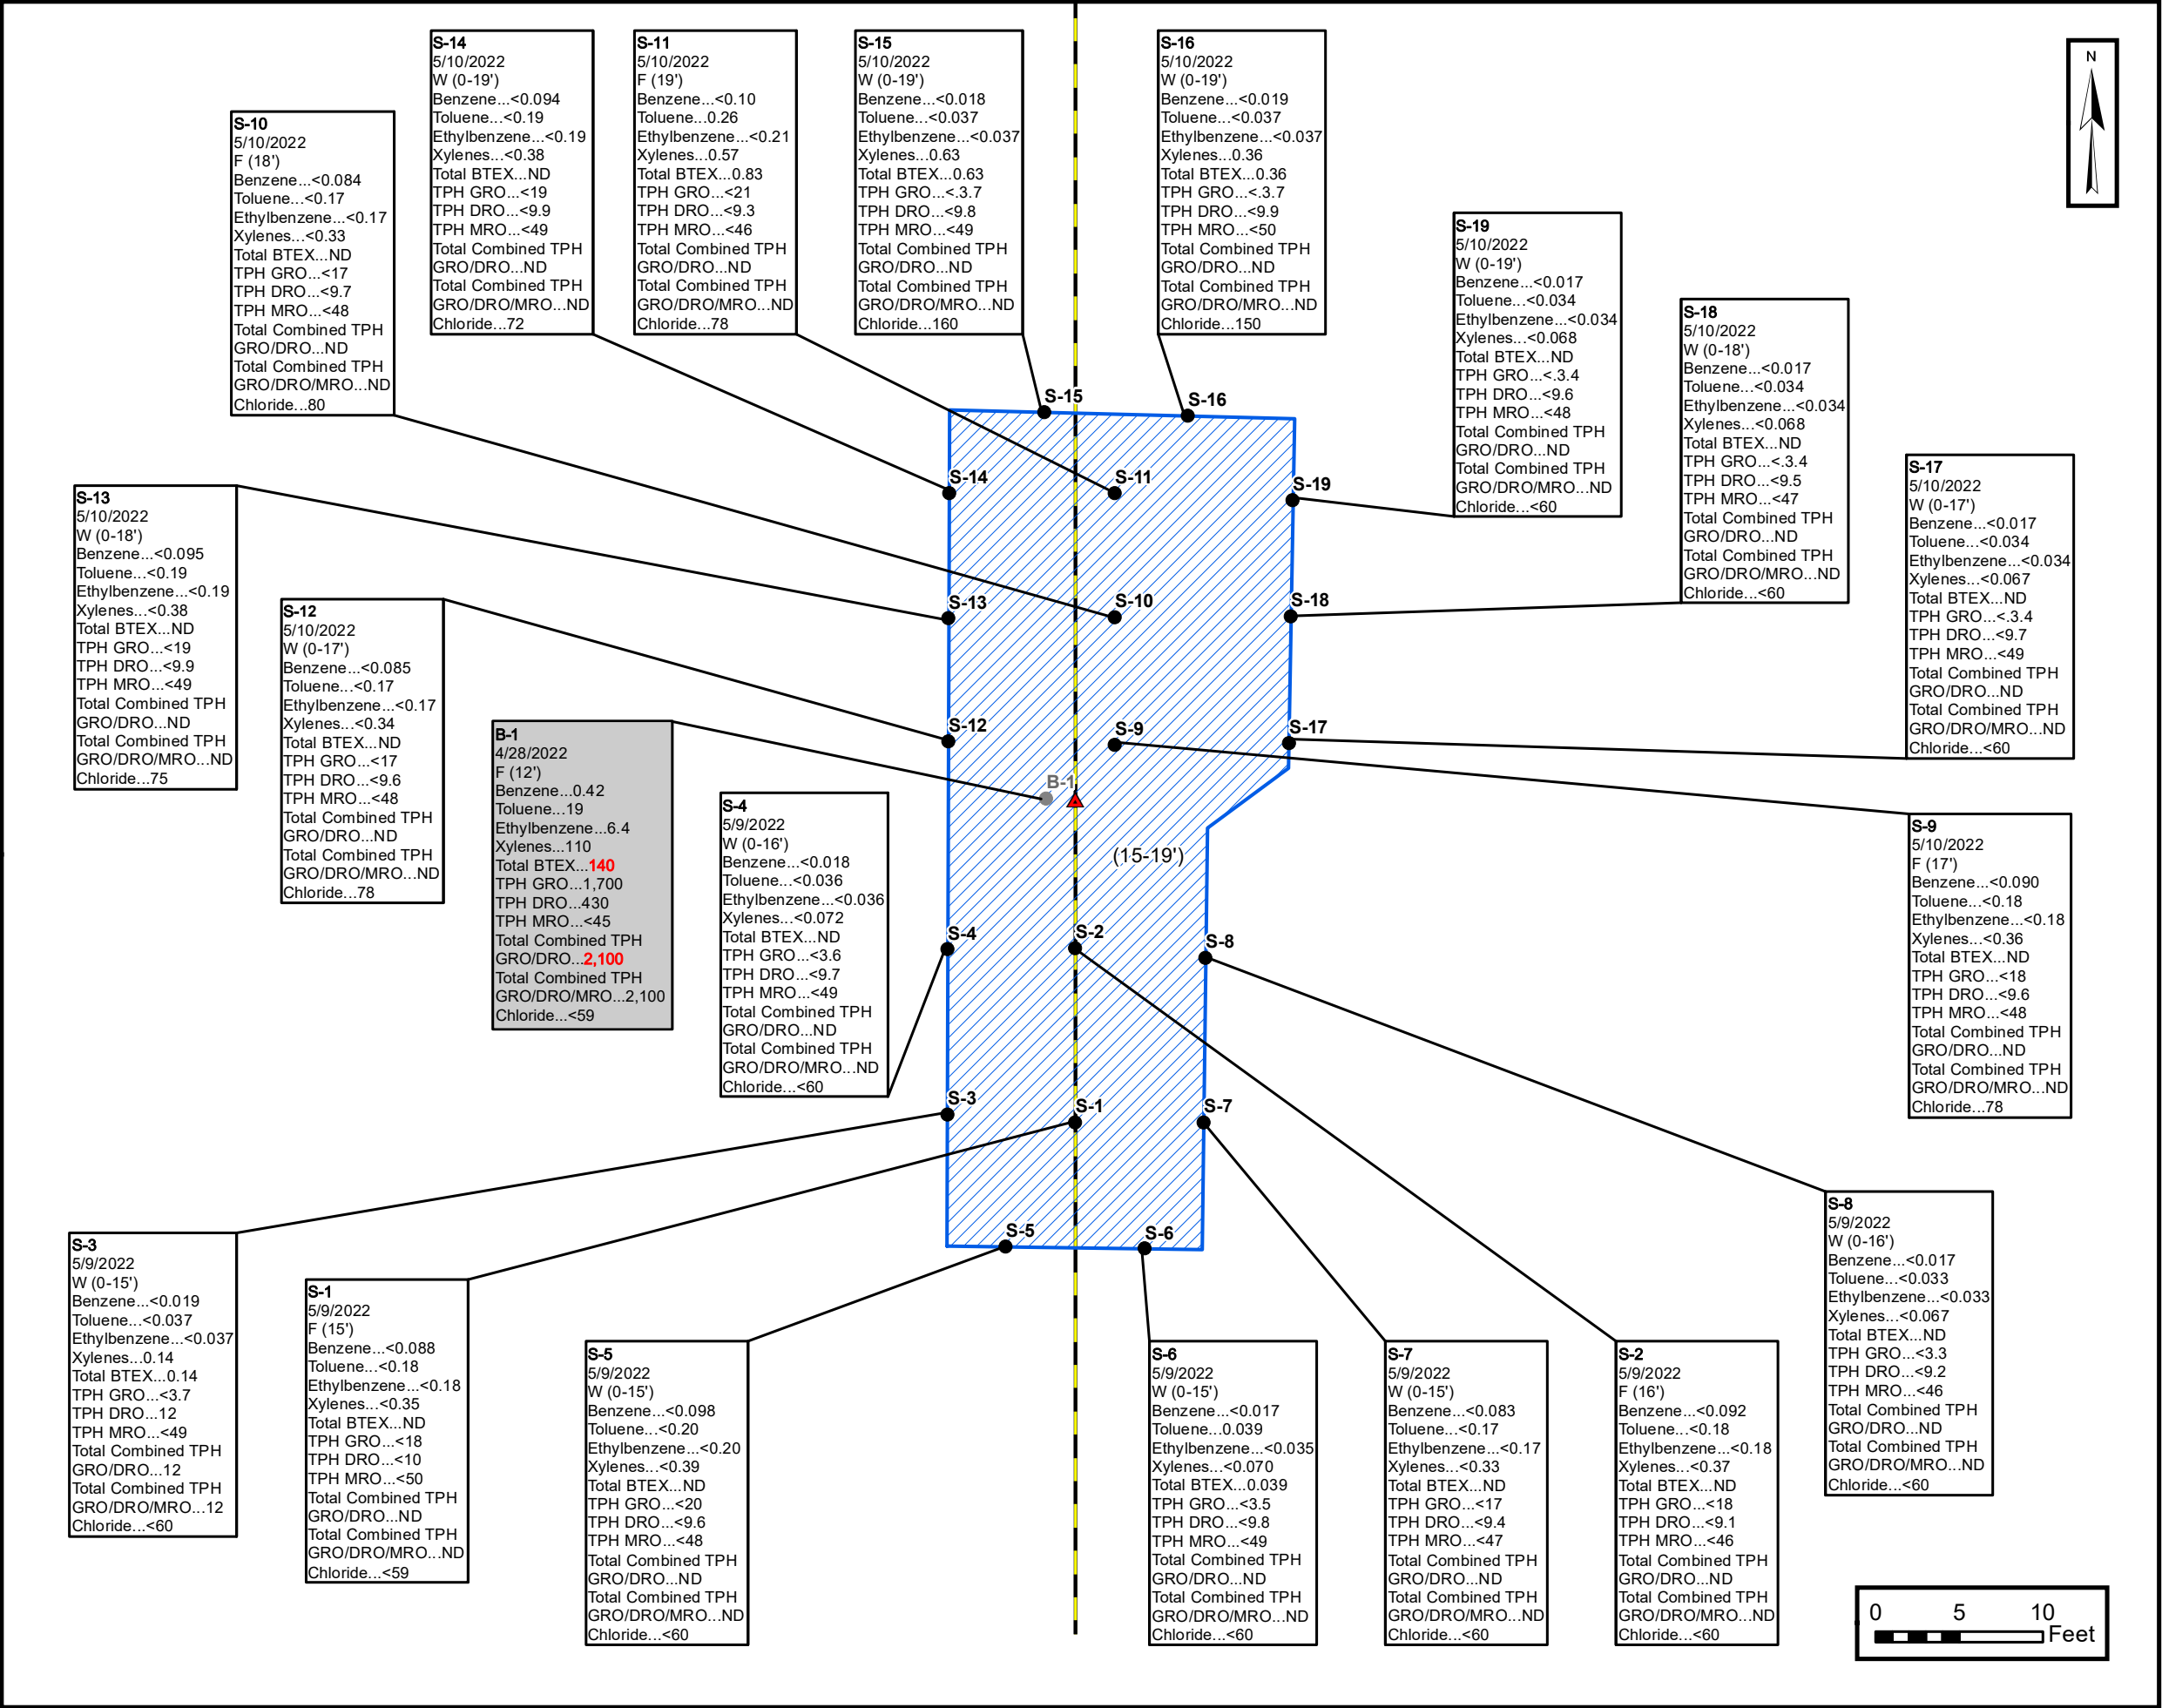 S-14
5/10/2022
W (0-19')
Benzene...<0.094
Toluene...<0.19
Ethylbenzene...<0.19
Xylenes...<0.38
Total BTEX...ND
TPH GRO...<19
TPH DRO...<9.9
TPH MRO...<49
Total Combined TPH
GRO/DRO...ND
Total Combined TPH
GRO/DRO/MRO...ND
Chloride...72
S-11
5/10/2022
F (19')
Benzene...<0.10
Toluene...0.26
Ethylbenzene...<0.21
Xylenes...0.57
Total BTEX...0.83
TPH GRO...<21
TPH DRO...<9.3
TPH MRO...<46
Total Combined TPH
GRO/DRO...ND
Total Combined TPH
GRO/DRO/MRO...ND
Chloride...78
S-15
5/10/2022
W (0-19')
Benzene...<0.018
Toluene...<0.037
Ethylbenzene...<0.037
Xylenes...0.63
Total BTEX...0.63
TPH GRO...<.3.7
TPH DRO...<9.8
TPH MRO...<49
Total Combined TPH
GRO/DRO...ND
Total Combined TPH
GRO/DRO/MRO...ND
Chloride...160
S-16
5/10/2022
W (0-19')
Benzene...<0.019
Toluene...<0.037
Ethylbenzene...<0.037
Xylenes...0.36
Total BTEX...0.36
TPH GRO...<.3.7
TPH DRO...<9.9
TPH MRO...<50
Total Combined TPH
GRO/DRO...ND
Total Combined TPH
GRO/DRO/MRO...ND
Chloride...150
N
S-10
5/10/2022
F (18')
Benzene...<0.084
Toluene...<0.17
Ethylbenzene...<0.17
Xylenes...<0.33
Total BTEX...ND
TPH GRO...<17
TPH DRO...<9.7
TPH MRO...<48
Total Combined TPH
GRO/DRO...ND
Total Combined TPH
GRO/DRO/MRO...ND
Chloride...80
S-19
5/10/2022
W (0-19')
Benzene...<0.017
Toluene...<0.034
Ethylbenzene...<0.034
Xylenes...<0.068
Total BTEX...ND
TPH GRO...<.3.4
TPH DRO...<9.6
TPH MRO...<48
Total Combined TPH
GRO/DRO...ND
Total Combined TPH
GRO/DRO/MRO...ND
Chloride...<60
S-18
5/10/2022
W (0-18')
Benzene...<0.017
Toluene...<0.034
Ethylbenzene...<0.034
Xylenes...<0.068
Total BTEX...ND
TPH GRO...<.3.4
TPH DRO...<9.5
TPH MRO...<47
Total Combined TPH
GRO/DRO...ND
Total Combined TPH
GRO/DRO/MRO...ND
Chloride...<60
S-17
5/10/2022
W (0-17')
Benzene...<0.017
Toluene...<0.034
Ethylbenzene...<0.034
Xylenes...<0.067
Total BTEX...ND
TPH GRO...<.3.4
TPH DRO...<9.7
TPH MRO...<49
Total Combined TPH
GRO/DRO...ND
Total Combined TPH
GRO/DRO/MRO...ND
Chloride...<60
S-13
5/10/2022
W (0-18')
Benzene...<0.095
Toluene...<0.19
Ethylbenzene...<0.19
Xylenes...<0.38
Total BTEX...ND
TPH GRO...<19
TPH DRO...<9.9
TPH MRO...<49
Total Combined TPH
GRO/DRO...ND
Total Combined TPH
GRO/DRO/MRO...ND
Chloride...75
S-12
5/10/2022
W (0-17')
Benzene...<0.085
Toluene...<0.17
Ethylbenzene...<0.17
Xylenes...<0.34
Total BTEX...ND
TPH GRO...<17
TPH DRO...<9.6
TPH MRO...<48
Total Combined TPH
GRO/DRO...ND
Total Combined TPH
GRO/DRO/MRO...ND
Chloride...78
B-1
4/28/2022
F (12')
Benzene...0.42
Toluene...19
Ethylbenzene...6.4
Xylenes...110
Total BTEX...140
TPH GRO...1,700
TPH DRO...430
TPH MRO...<45
Total Combined TPH
GRO/DRO...2,100
Total Combined TPH
GRO/DRO/MRO...2,100
Chloride...<59
S-4
5/9/2022
W (0-16')
Benzene...<0.018
Toluene...<0.036
Ethylbenzene...<0.036
Xylenes...<0.072
Total BTEX...ND
TPH GRO...<3.6
TPH DRO...<9.7
TPH MRO...<49
Total Combined TPH
GRO/DRO...ND
Total Combined TPH
GRO/DRO/MRO...ND
Chloride...<60
S-15
S-16
S-14
S-11
S-19
S-13
S-10
S-18
S-12
S-9
S-17
B-1
(15-19')
S-4
S-2
S-8
S-3
S-1
S-7
S-5
S-6
S-9
5/10/2022
F (17')
Benzene...<0.090
Toluene...<0.18
Ethylbenzene...<0.18
Xylenes...<0.36
Total BTEX...ND
TPH GRO...<18
TPH DRO...<9.6
TPH MRO...<48
Total Combined TPH
GRO/DRO...ND
Total Combined TPH
GRO/DRO/MRO...ND
Chloride...78
S-8
5/9/2022
W (0-16')
Benzene...<0.017
Toluene...<0.033
Ethylbenzene...<0.033
Xylenes...<0.067
Total BTEX...ND
TPH GRO...<3.3
TPH DRO...<9.2
TPH MRO...<46
Total Combined TPH
GRO/DRO...ND
Total Combined TPH
GRO/DRO/MRO...ND
Chloride...<60
S-3
5/9/2022
W (0-15')
Benzene...<0.019
Toluene...<0.037
Ethylbenzene...<0.037
Xylenes...0.14
Total BTEX...0.14
TPH GRO...<3.7
TPH DRO...12
TPH MRO...<49
Total Combined TPH
GRO/DRO...12
Total Combined TPH
GRO/DRO/MRO...12
Chloride...<60
S-1
5/9/2022
F (15')
Benzene...<0.088
Toluene...<0.18
Ethylbenzene...<0.18
Xylenes...<0.35
Total BTEX...ND
TPH GRO...<18
TPH DRO...<10
TPH MRO...<50
Total Combined TPH
GRO/DRO...ND
Total Combined TPH
GRO/DRO/MRO...ND
Chloride...<59
S-5
5/9/2022
W (0-15')
Benzene...<0.098
Toluene...<0.20
Ethylbenzene...<0.20
Xylenes...<0.39
Total BTEX...ND
TPH GRO...<20
TPH DRO...<9.6
TPH MRO...<48
Total Combined TPH
GRO/DRO...ND
Total Combined TPH
GRO/DRO/MRO...ND
Chloride...<60
S-6
5/9/2022
W (0-15')
Benzene...<0.017
Toluene...0.039
Ethylbenzene...<0.035
Xylenes...<0.070
Total BTEX...0.039
TPH GRO...<3.5
TPH DRO...<9.8
TPH MRO...<49
Total Combined TPH
GRO/DRO...ND
Total Combined TPH
GRO/DRO/MRO...ND
Chloride...<60
S-7
5/9/2022
W (0-15')
Benzene...<0.083
Toluene...<0.17
Ethylbenzene...<0.17
Xylenes...<0.33
Total BTEX...ND
TPH GRO...<17
TPH DRO...<9.4
TPH MRO...<47
Total Combined TPH
GRO/DRO...ND
Total Combined TPH
GRO/DRO/MRO...ND
Chloride...<60
S-2
5/9/2022
F (16')
Benzene...<0.092
Toluene...<0.18
Ethylbenzene...<0.18
Xylenes...<0.37
Total BTEX...ND
TPH GRO...<18
TPH DRO...<9.1
TPH MRO...<46
Total Combined TPH
GRO/DRO...ND
Total Combined TPH
GRO/DRO/MRO...ND
Chloride...<60
0 5 10
Feet